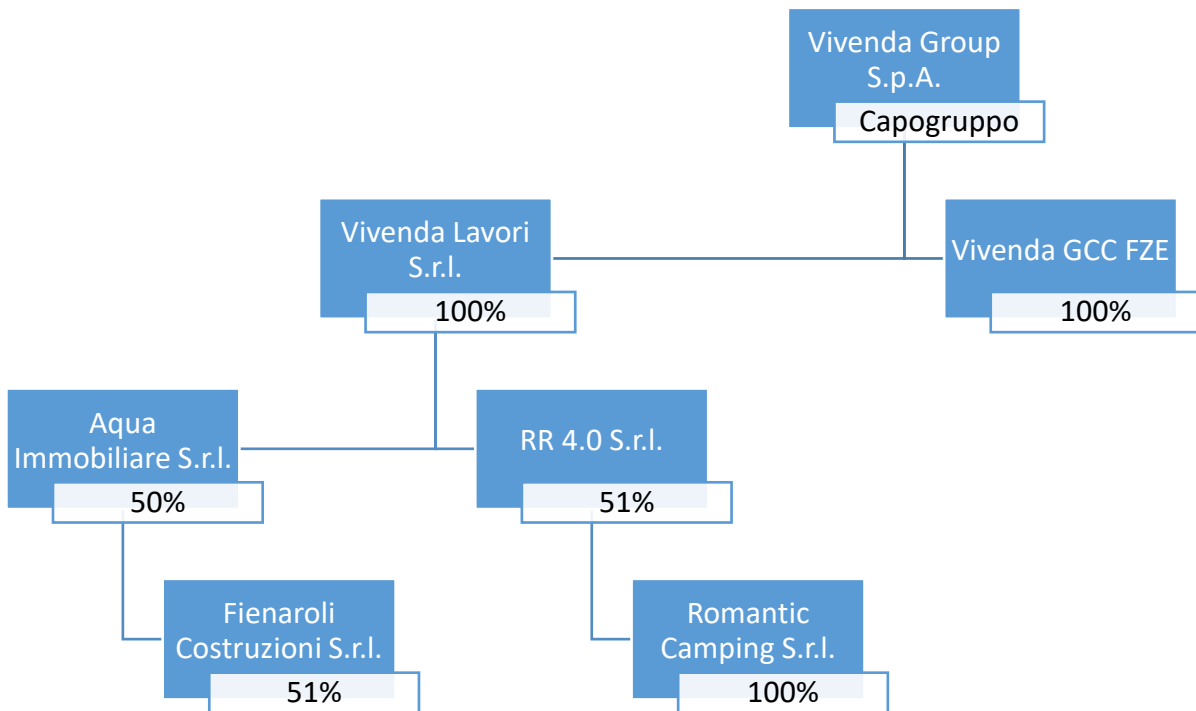 Vivenda Group
S.p.A.
Capogruppo
Vivenda Lavori
S.r.l.
100%
Vivenda GCC FZE
100%
Aqua
Immobiliare S.r.l.
50%
RR 4.0 S.r.l.
51%
Fienaroli
Costruzioni S.r.l.
51%
Romantic
Camping S.r.l.
100%